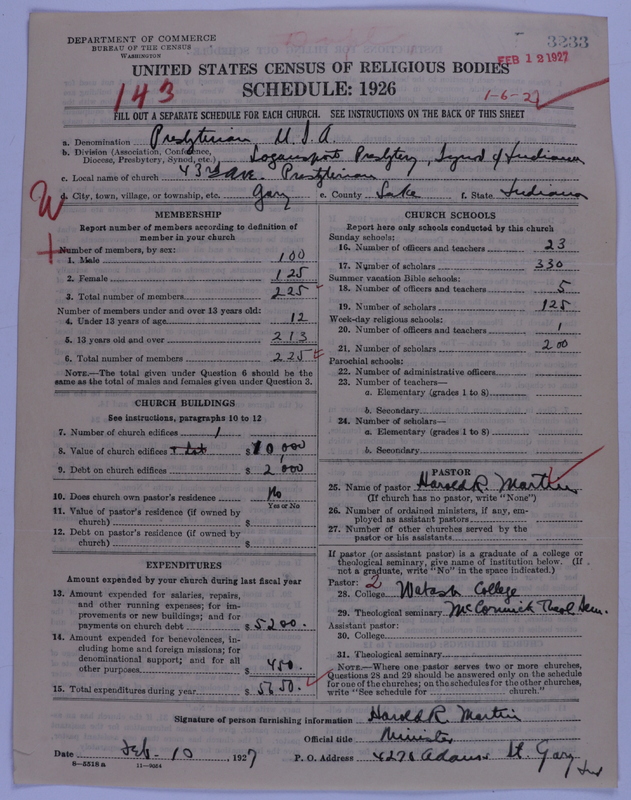 DEPARTMENT OF COMMERCE
BUREAU OF THE CENSUS
WASHINGTON
3233
FEB 12 1927
UNITED STATES CENSUS OF RELIGIOUS BODIES
SCHEDULE: 1926
143
1-6-27
FILL OUT A SEPARATE SCHEDULE FOR EACH CHURCH. SEE INSTRUCTIONS ON THE BACK OF THIS SHEET
a. Denomination Presbyterian U.S.A.
b. Division (Association, Conference, Diocese, Presbytery, Synod, etc.) Logansport Presbytery, Synod of Indiana
c. Local name of church 43rd Ave. Presbyterian
d. City, town, village, or township, etc. Gary e. County Lake f. State Indiana
W
MEMBERSHIP
Report number of members according to definition of
member in your church
Number of members, by sex:
1. Male 100
2. Female 125
3. Total number of members 225
Number of members under and over 13 years old:
4. Under 13 years of age 12
5. 13 years old and over 213
6. Total number of members 225
NOTE.—The total given under Question 6 should be
same as the total of males and females given under Question 3.
CHURCH BUILDINGS
See instructions, paragraphs 10 to 12
7. Number of church edifices 1
8. Value of church edifices + Lot $10,000
9. Debt on church edifices $2,000
10. Does church own pastor's residence No
Yes or No
11. Value of pastor's residence (if owned by
church) $
12. Debt on pastor's residence (if owned by
church) $
EXPENDITURES
Amount expended by your church during last fiscal year
13. Amount expended for salaries, repairs,
and other running expenses; for im-
provements or new buildings; and for
payments on church debt $5200.
14. Amount expended for benevolences, in-
cluding home and foreign missions; for
denominational support; and for all
other purposes $450.
15. Total expenditures during year $5650.
CHURCH SCHOOLS
Report here only schools conducted by this church
Sunday schools:
16. Number of officers and teachers 23
17. Number of scholars 330
Summer vacation Bible schools:
18. Number of officers and teachers 5
19. Number of scholars 125
Week-day religious schools:
20. Number of officers and teachers 1
21. Number of scholars 200
Parochial schools:
22. Number of administrative officers
23. Number of teachers—
a. Elementary (grades 1 to 8)
b. Secondary
24. Number of scholars—
a. Elementary (grades 1 to 8)
b. Secondary
PASTOR
25. Name of pastor Harold R. Martin
(If church has no pastor, write "None")
26. Number of ordained ministers, if any, em-
ployed as assistant pastors
27. Number of other churches served by the
pastor or his assistants
If pastor (or assistant pastor) is a graduate of a college or
theological seminary, give name of institution below. (If
not a graduate, write "No" in the space indicated.)
Pastor: 2
28. College Wabash College
29. Theological seminary McCormick Theol Sem.
Assistant pastor:
30. College
31. Theological seminary
NOTE.—Where one pastor serves two or more churches,
Questions 28 and 29 should be answered only on the schedule
for one of the churches; on the schedules for the other churches,
write "See schedule for church."
Signature of person furnishing information Harold R. Martin
Official title Minister
Date Feb. 10, 1927 P. O. Address Adams St. Gary Ind
8—5518a 11—9054